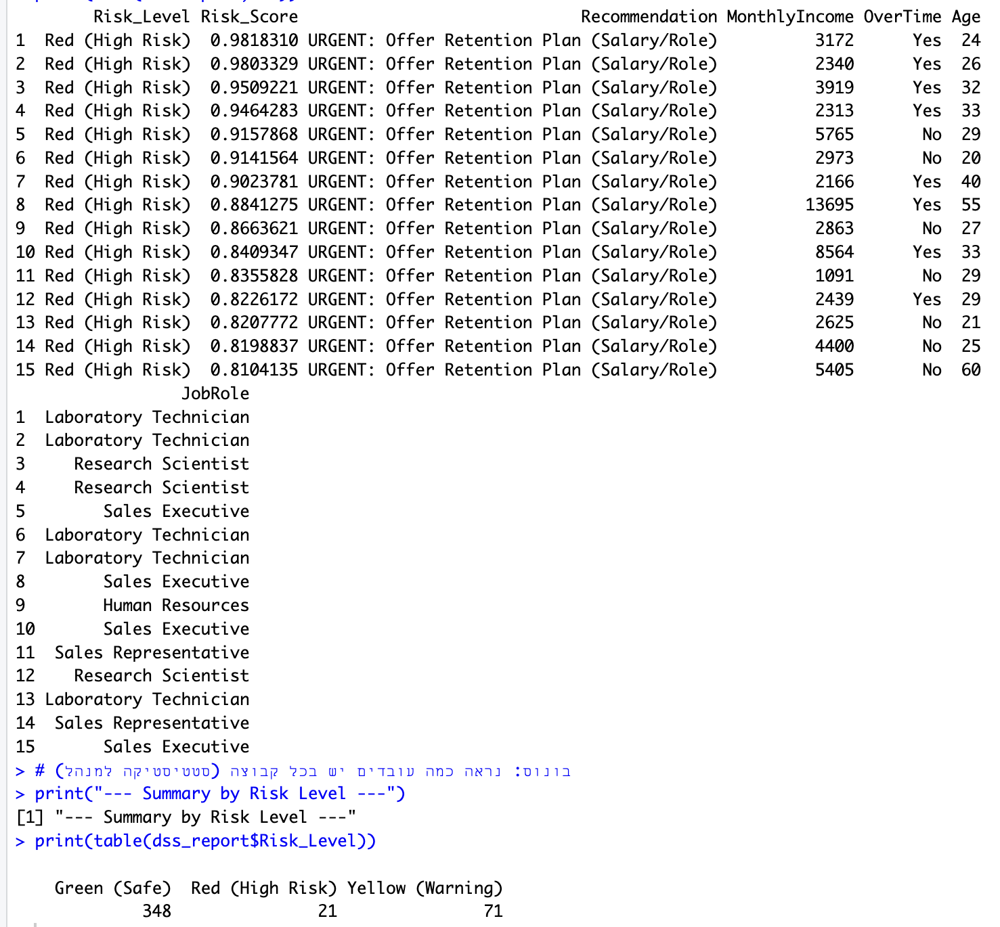 Risk_Level Risk_Score                             Recommendation MonthlyIncome OverTime Age
1  Red (High Risk)  0.9818310 URGENT: Offer Retention Plan (Salary/Role)          3172      Yes  24
2  Red (High Risk)  0.9803329 URGENT: Offer Retention Plan (Salary/Role)          2340      Yes  26
3  Red (High Risk)  0.9509221 URGENT: Offer Retention Plan (Salary/Role)          3919      Yes  32
4  Red (High Risk)  0.9464283 URGENT: Offer Retention Plan (Salary/Role)          2313      Yes  33
5  Red (High Risk)  0.9157868 URGENT: Offer Retention Plan (Salary/Role)          5765       No  29
6  Red (High Risk)  0.9141564 URGENT: Offer Retention Plan (Salary/Role)          2973       No  20
7  Red (High Risk)  0.9023781 URGENT: Offer Retention Plan (Salary/Role)          2166      Yes  40
8  Red (High Risk)  0.8841275 URGENT: Offer Retention Plan (Salary/Role)         13695      Yes  55
9  Red (High Risk)  0.8663621 URGENT: Offer Retention Plan (Salary/Role)          2863       No  27
10 Red (High Risk)  0.8409347 URGENT: Offer Retention Plan (Salary/Role)          8564      Yes  33
11 Red (High Risk)  0.8355828 URGENT: Offer Retention Plan (Salary/Role)          1091       No  29
12 Red (High Risk)  0.8226172 URGENT: Offer Retention Plan (Salary/Role)          2439      Yes  29
13 Red (High Risk)  0.8207772 URGENT: Offer Retention Plan (Salary/Role)          2625       No  21
14 Red (High Risk)  0.8198837 URGENT: Offer Retention Plan (Salary/Role)          4400       No  25
15 Red (High Risk)  0.8104135 URGENT: Offer Retention Plan (Salary/Role)          5405       No  60
                 JobRole
1  Laboratory Technician
2  Laboratory Technician
3     Research Scientist
4     Research Scientist
5        Sales Executive
6  Laboratory Technician
7  Laboratory Technician
8        Sales Executive
9        Human Resources
10       Sales Executive
11  Sales Representative
12    Research Scientist
13 Laboratory Technician
14  Sales Representative
15       Sales Executive
> # בונוס: נראה כמה עובדים יש בכל קבוצה (סטטיסטיקה למנהל)
> print("--- Summary by Risk Level ---")
[1] "--- Summary by Risk Level ---"
> print(table(dss_report$Risk_Level))
    Green (Safe)  Red (High Risk) Yellow (Warning)
             348               21               71